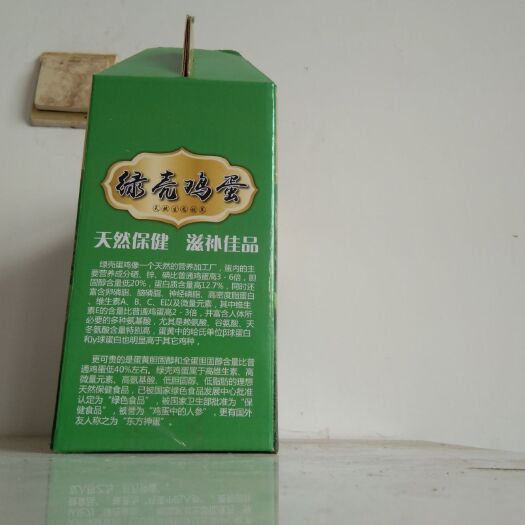 绿壳鸡蛋
天然保健 滋补佳品
绿壳蛋鸡像一个天然的营养加工厂，蛋内的主
要营养成分硒、锌、碘比普通鸡蛋高3-6倍，胆
固醇含量低20%，蛋白质含量高12.7%，同时还
富含卵磷脂、脑磷脂、神经磷脂、高密度脂蛋白
、维生素A、B、C、E以及微量元素，其中维生
素E的含量比普通鸡蛋高2-3倍，并富含人体所
必要的多种氨基酸，尤其是赖氨酸、谷氨酸、天
冬氨酸含量特别高，蛋黄中的哈氏单位β球蛋白
和γ球蛋白也明显高于其它鸡种，
更可贵的是蛋黄胆固醇和全蛋胆固醇含量比普
通鸡蛋低40%左右。绿壳鸡蛋属于高维生素、高
微量元素、高氨基酸、低胆固醇、低脂肪的理想
天然保健食品，已被国家绿色食品发展中心批准
认定为“绿色食品”，被国家卫生部批准为“保
健食品”，被誉为“鸡蛋中的人参”，更有国外
友人称之为“东方神蛋”。